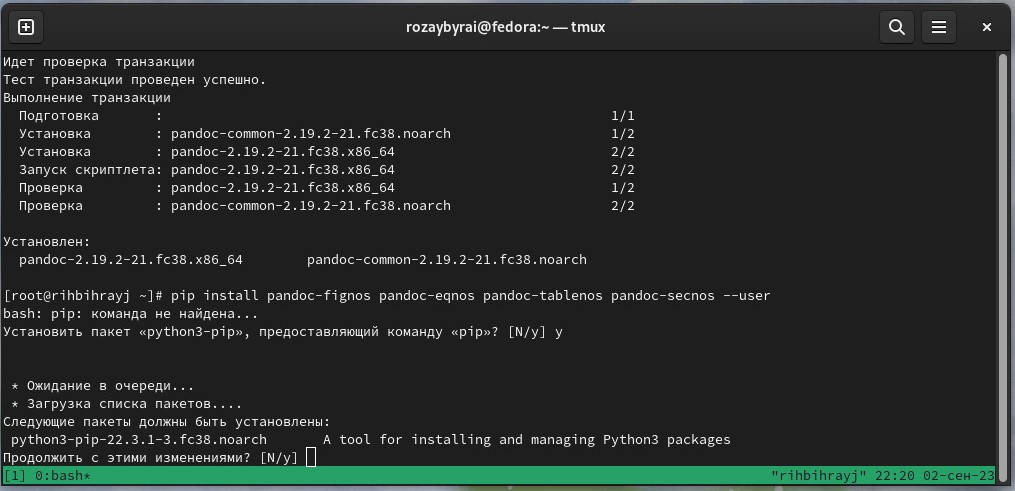 rozaybyrai@fedora:~ — tmux
Идет проверка транзакции
Тест транзакции проведен успешно.
Выполнение транзакции
  Подготовка       :                                                        1/1
  Установка        : pandoc-common-2.19.2-21.fc38.noarch                    1/2
  Установка        : pandoc-2.19.2-21.fc38.x86_64                           2/2
  Запуск скриптлета: pandoc-2.19.2-21.fc38.x86_64                           2/2
  Проверка         : pandoc-2.19.2-21.fc38.x86_64                           1/2
  Проверка         : pandoc-common-2.19.2-21.fc38.noarch                    2/2
Установлен:
  pandoc-2.19.2-21.fc38.x86_64        pandoc-common-2.19.2-21.fc38.noarch
[root@rihbihrayj ~]# pip install pandoc-fignos pandoc-eqnos pandoc-tablenos pandoc-secnos --user
bash: pip: команда не найдена...
Установить пакет «python3-pip», предоставляющий команду «pip»? [N/y] y
 * Ожидание в очереди...
 * Загрузка списка пакетов....
Следующие пакеты должны быть установлены:
 python3-pip-22.3.1-3.fc38.noarch       A tool for installing and managing Python3 packages
Продолжить с этими изменениями? [N/y]
[1] 0:bash* "rihbihrayj" 22:20 02-сен-23